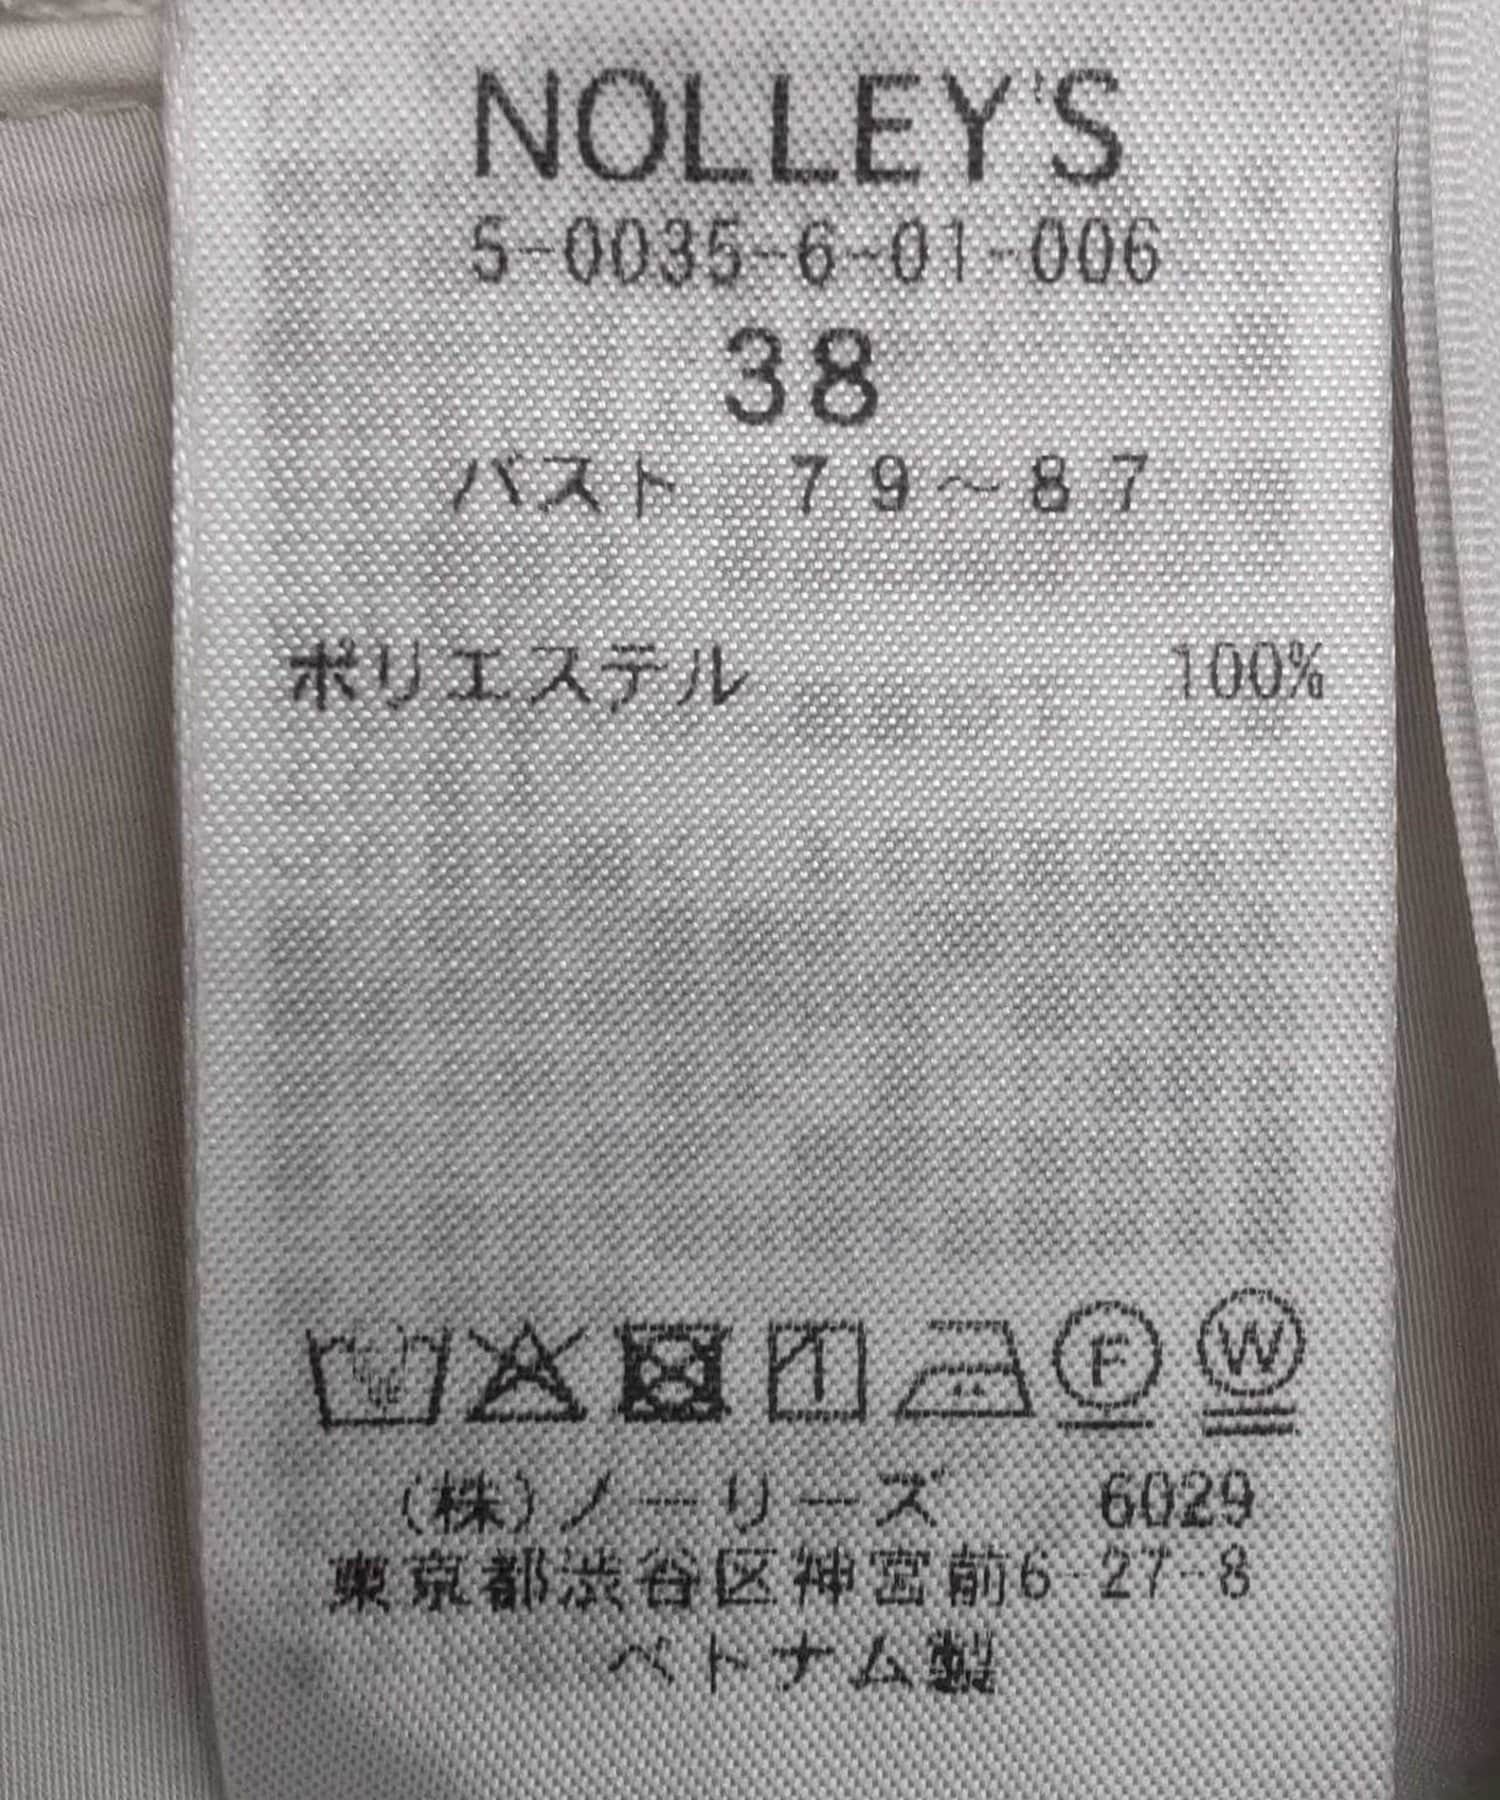 NOLLEY'S
5-0035-6-01-006
38
バスト 79～87
ポリエステル 100%
F W
(株)ノーリーズ 6029
東京都渋谷区神宮前6-27-8
ベトナム製